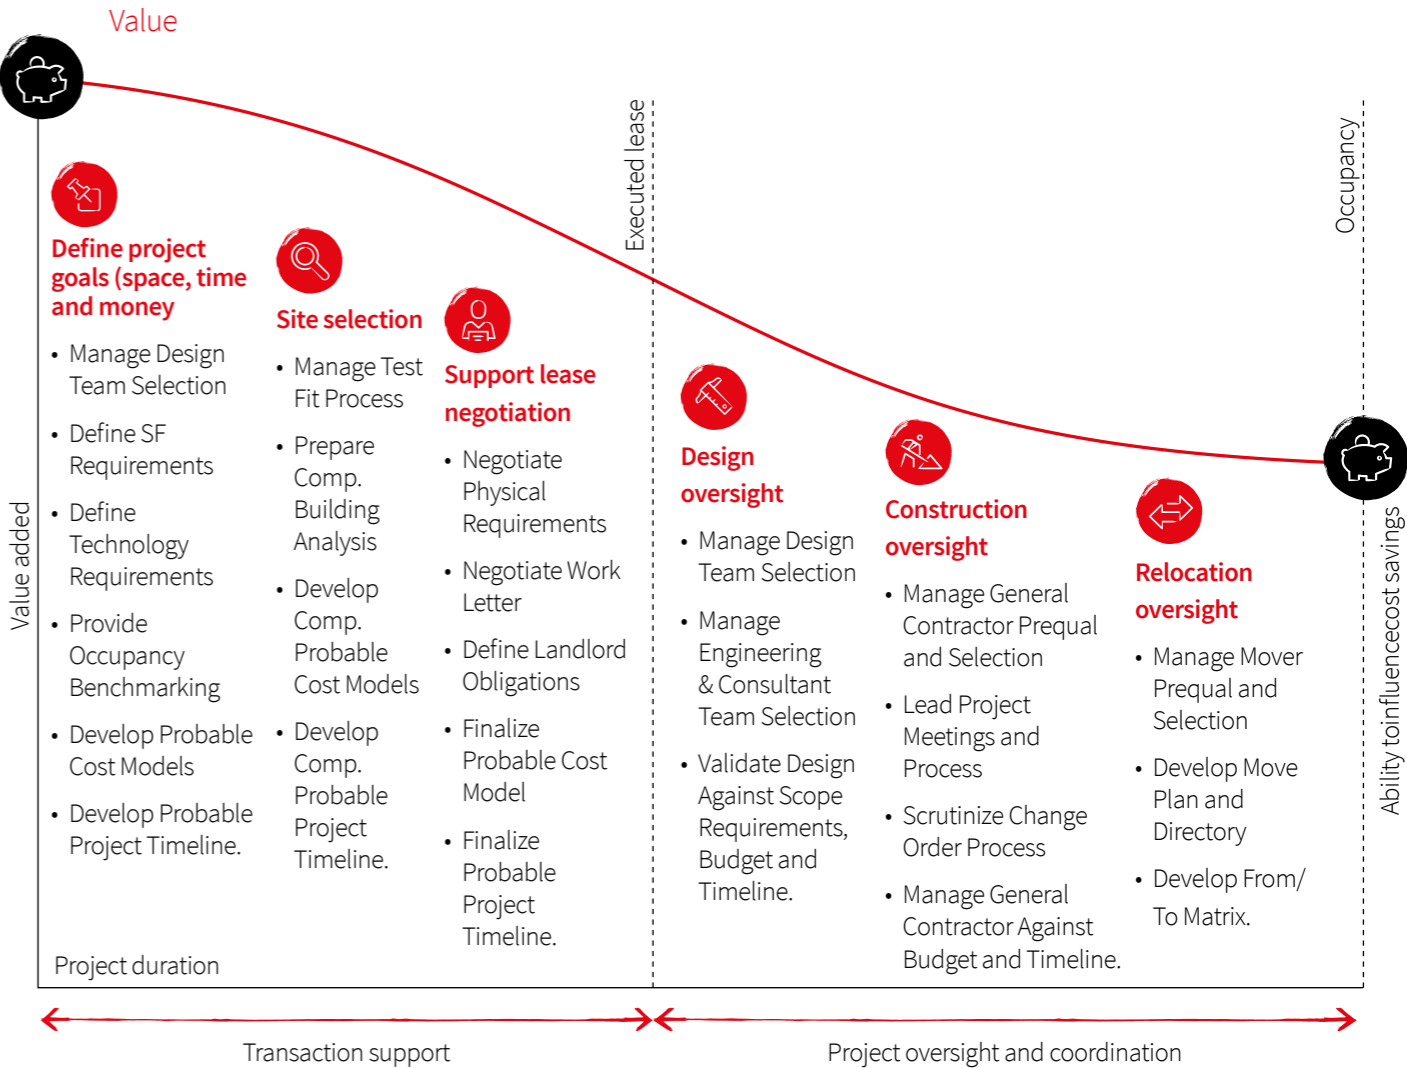 Value
Value added
Executed lease
Occupancy
Ability toinfluencecost savings
Define project
goals (space, time
and money
• Manage Design
Team Selection
• Define SF
Requirements
• Define
Technology
Requirements
• Provide
Occupancy
Benchmarking
• Develop Probable
Cost Models
• Develop Probable
Project Timeline.
Site selection
• Manage Test
Fit Process
• Prepare
Comp.
Building
Analysis
• Develop
Comp.
Probable
Cost Models
• Develop
Comp.
Probable
Project
Timeline.
Support lease
negotiation
• Negotiate
Physical
Requirements
• Negotiate Work
Letter
• Define Landlord
Obligations
• Finalize
Probable Cost
Model
• Finalize
Probable
Project
Timeline.
Design
oversight
• Manage Design
Team Selection
• Manage
Engineering
& Consultant
Team Selection
• Validate Design
Against Scope
Requirements,
Budget and
Timeline.
Construction
oversight
• Manage General
Contractor Prequal
and Selection
• Lead Project
Meetings and
Process
• Scrutinize Change
Order Process
• Manage General
Contractor Against
Budget and Timeline.
Relocation
oversight
• Manage Mover
Prequal and
Selection
• Develop Move
Plan and
Directory
• Develop From/
To Matrix.
Project duration
Transaction support
Project oversight and coordination